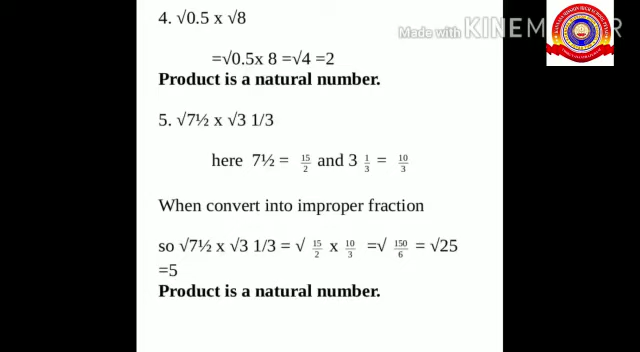 4. √0.5 x √8
Made with KINEMASTER
=√0.5x 8 =√4 =2
Product is a natural number.
5. √7½ x √3 1/3
here 7½ = 15/2 and 3 1/3 = 10/3
When convert into improper fraction
so √7½ x √3 1/3 = √ 15/2 x 10/3 =√ 150/6 = √25
=5
Product is a natural number.